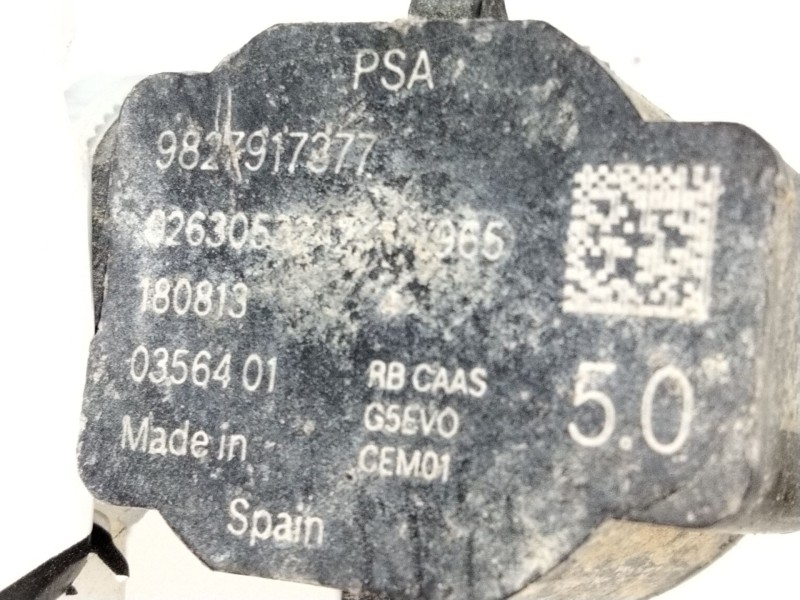 PSA
9827917377
180813
03564 01
RB CAAS
G5EVO
CEM01
5.0
Made in
Spain